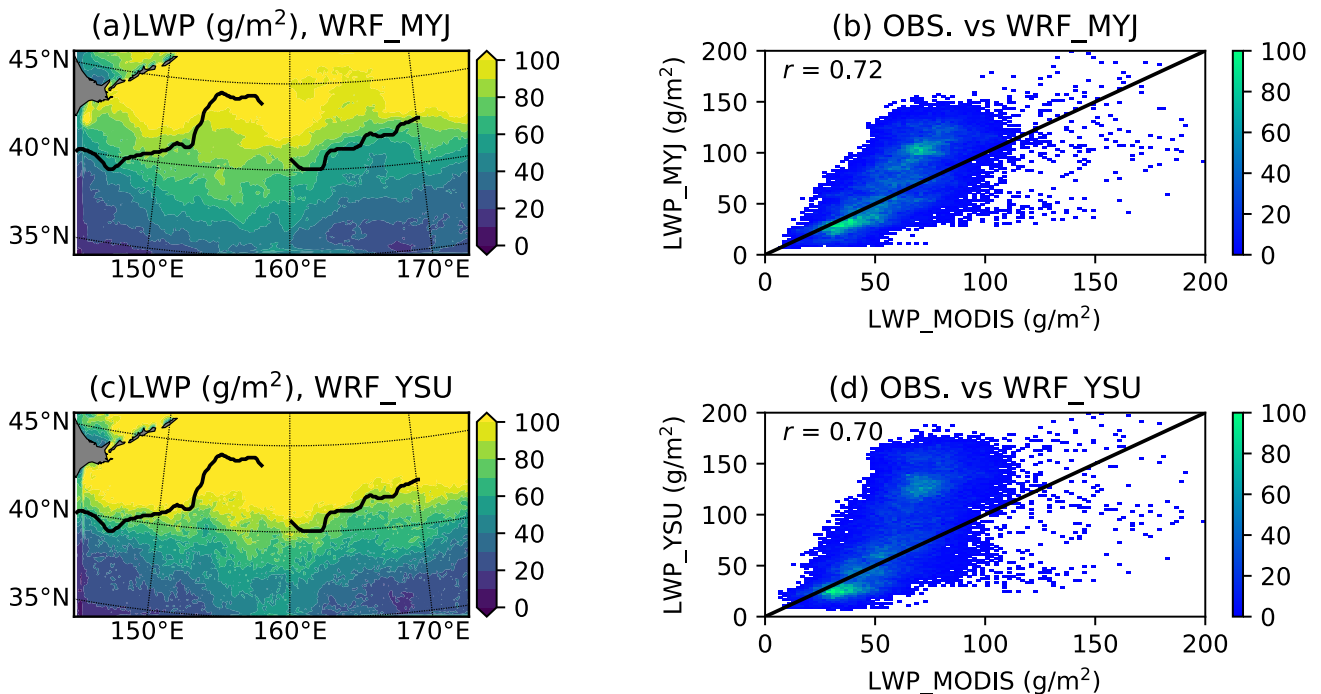 (a)LWP (g/m²), WRF_MYJ
45°N
40°N
35°N
150°E 160°E 170°E
100
80
60
40
20
0
(b) OBS. vs WRF_MYJ
r = 0.72
LWP_MYJ (g/m²)
200
150
100
50
0
0 50 100 150 200
LWP_MODIS (g/m²)
100
80
60
40
20
0
(c)LWP (g/m²), WRF_YSU
45°N
40°N
35°N
150°E 160°E 170°E
100
80
60
40
20
0
(d) OBS. vs WRF_YSU
r = 0.70
LWP_YSU (g/m²)
200
150
100
50
0
0 50 100 150 200
LWP_MODIS (g/m²)
100
80
60
40
20
0